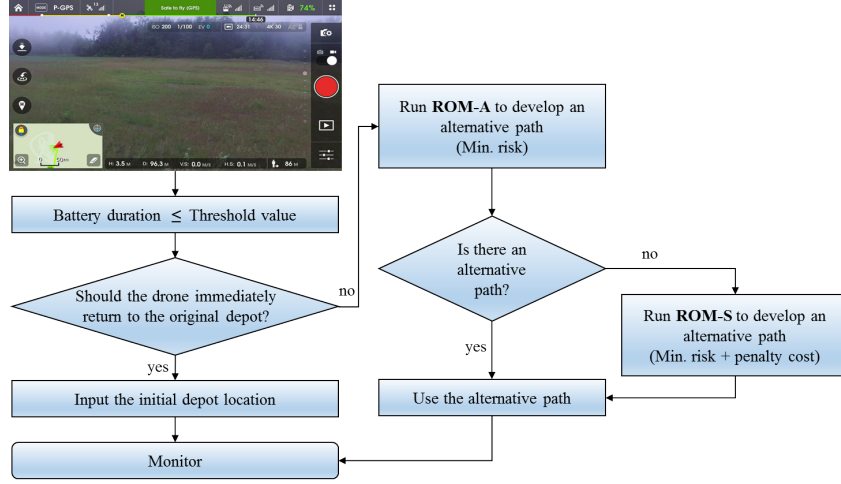 MODE P-GPS
Safe to fly (GPS)
74%
14:46
ISO 200 1/100 EV 0
24:51 4K 30
0 50m
H: 3.5 M D: 96.3 M V.S: 0.0 M/S H.S: 0.1 M/S 86 M
Battery duration ≤ Threshold value
Should the drone immediately
return to the original depot?
no
yes
Input the initial depot location
Monitor
Run ROM-A to develop an
alternative path
(Min. risk)
Is there an
alternative
path?
no
yes
Run ROM-S to develop an
alternative path
(Min. risk + penalty cost)
Use the alternative path